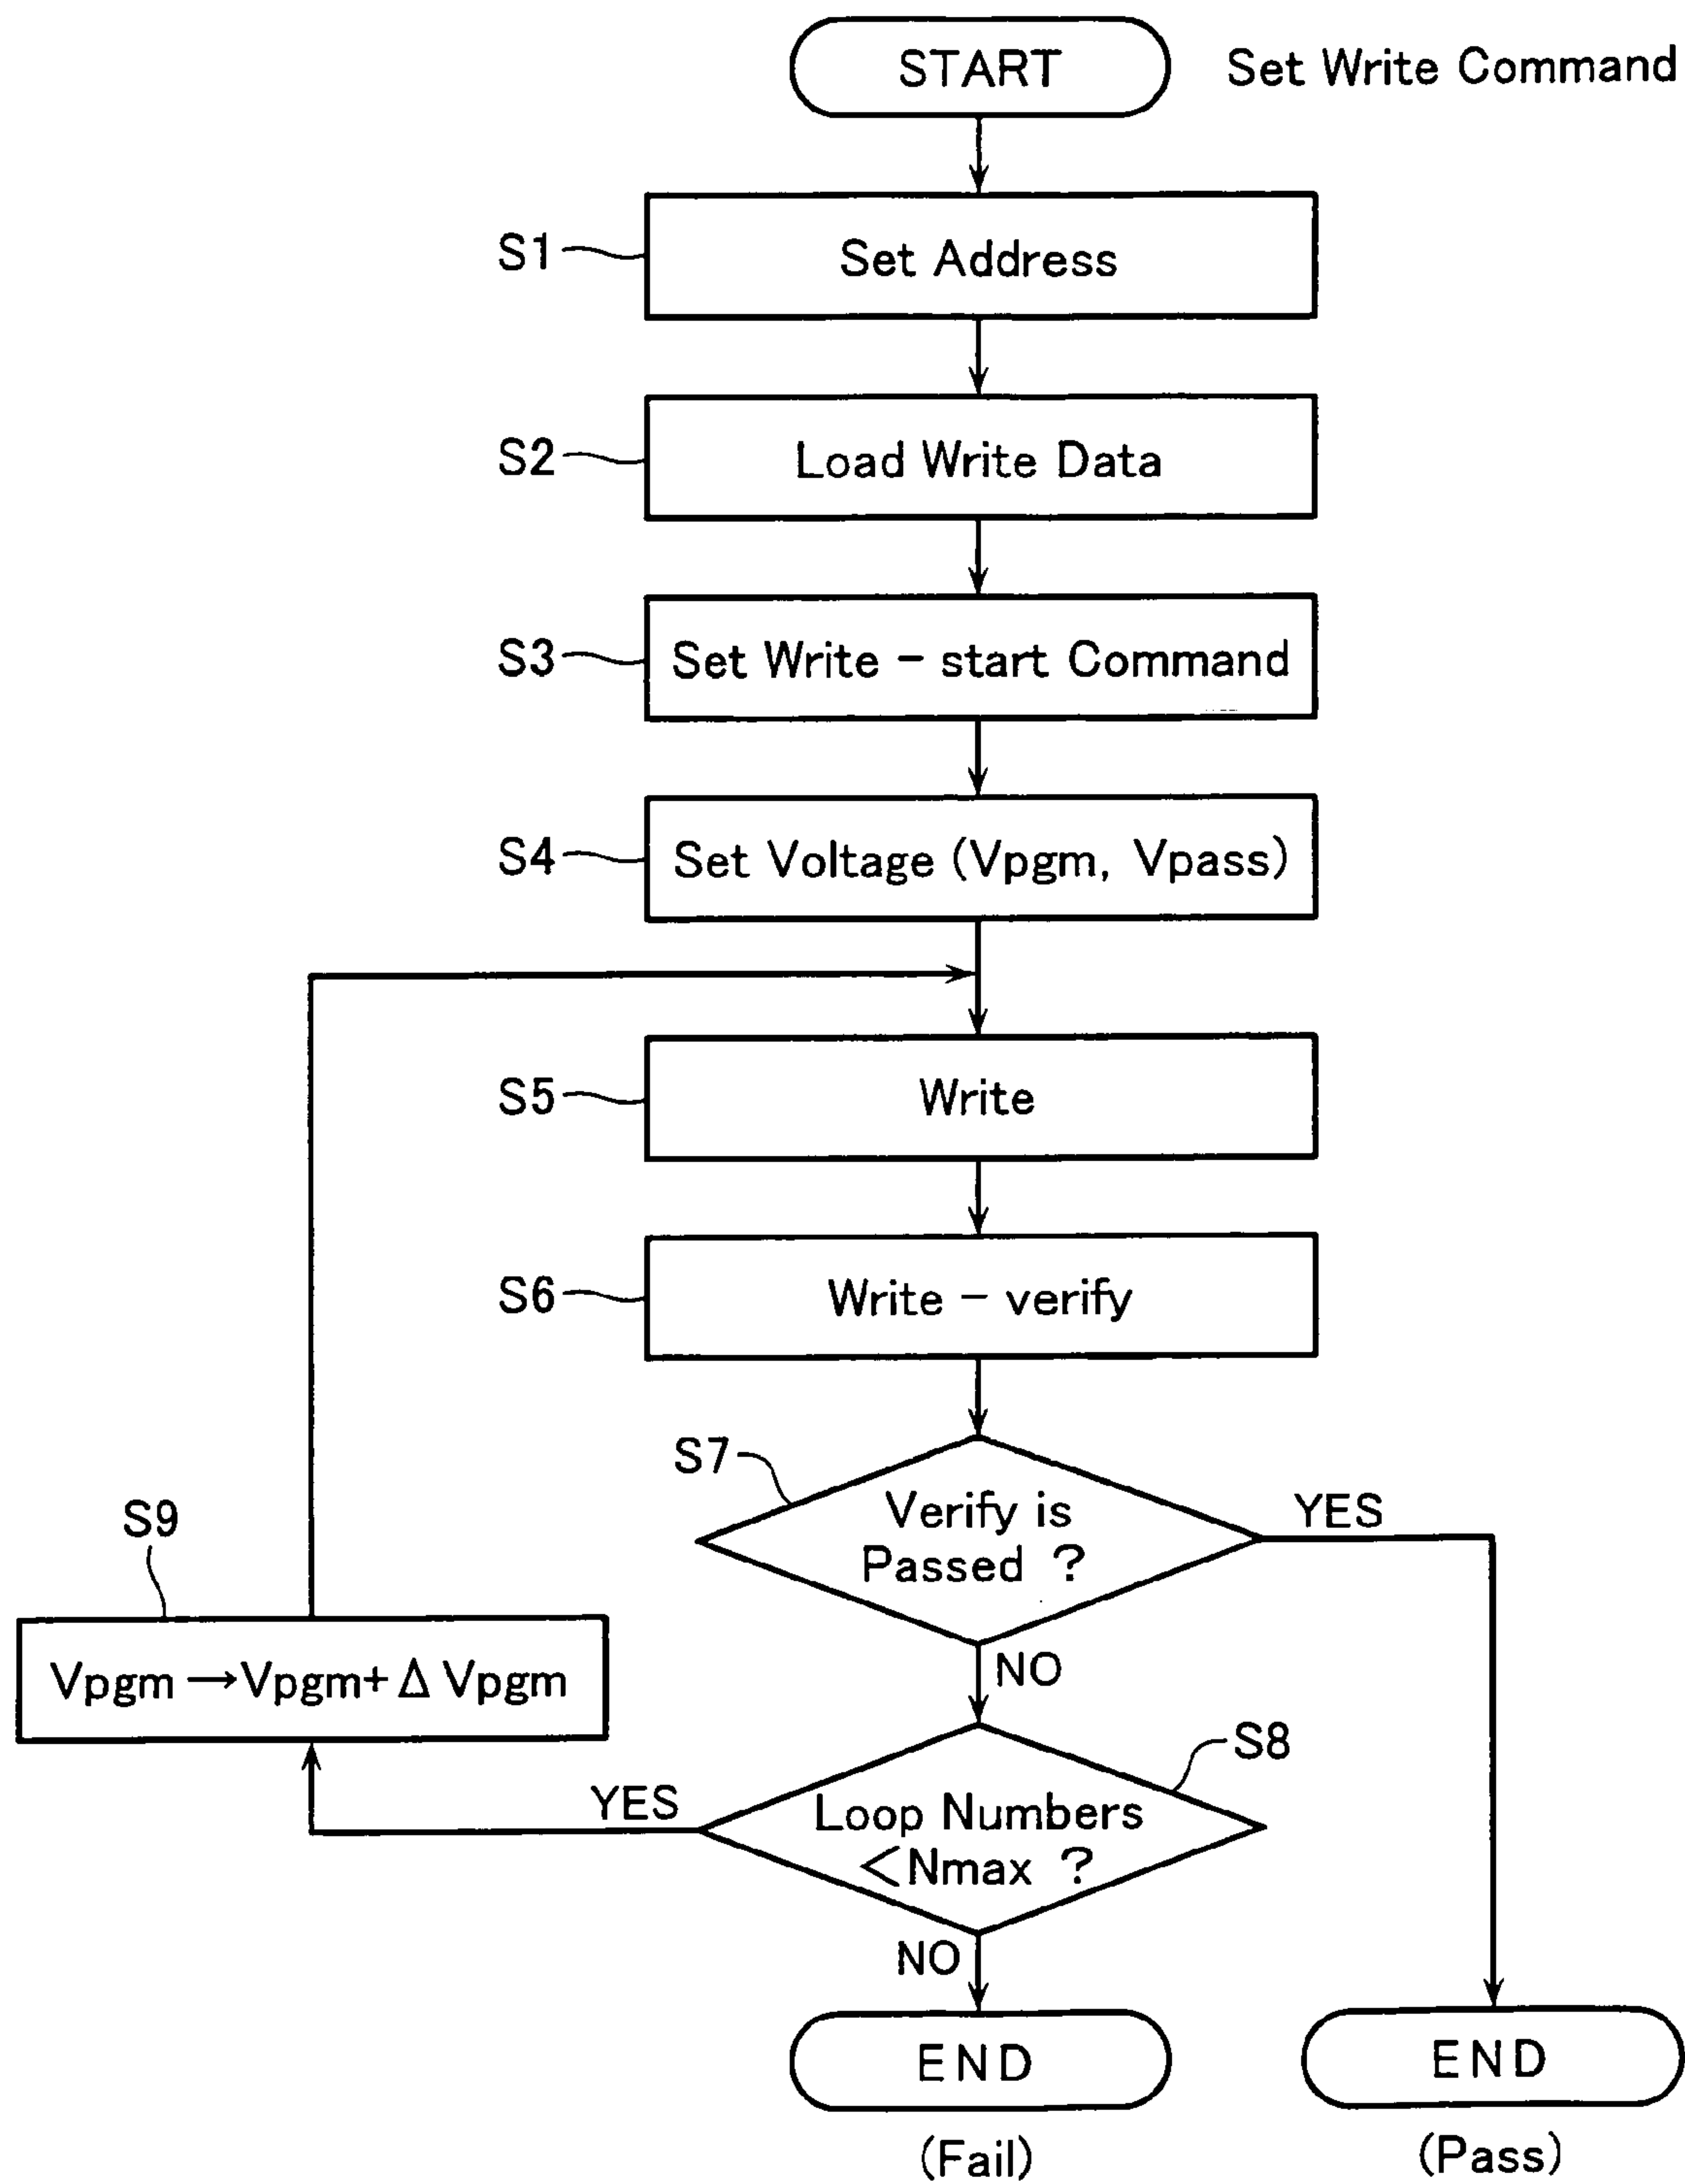 START
Set Write Command
S1
Set Address
S2
Load Write Data
S3
Set Write - start Command
S4
Set Voltage (Vpgm, Vpass)
S5
Write
S6
Write - verify
S7
Verify is
Passed ?
YES
S9
Vpgm → Vpgm+ Δ Vpgm
NO
S8
YES
Loop Numbers
<Nmax ?
NO
END
END
(Fail)
(Pass)